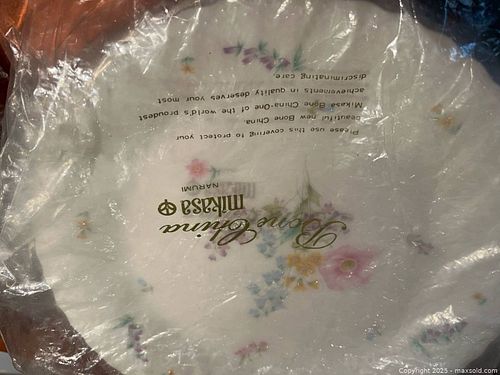 Bone China
mikasa
NARUMI
Please use this covering to protect your
beautiful new Bone China.
Mikasa Bone China-One of the world's proudest
achievements in quality deserves your most
discriminating care.
Copyright 2025 - maxsold.com